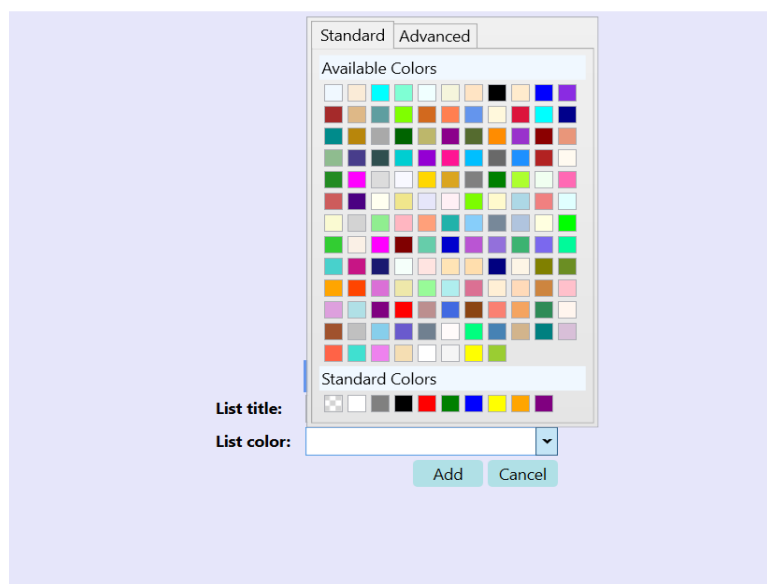 Standard Advanced
Available Colors
Standard Colors
List title:
List color:
Add Cancel